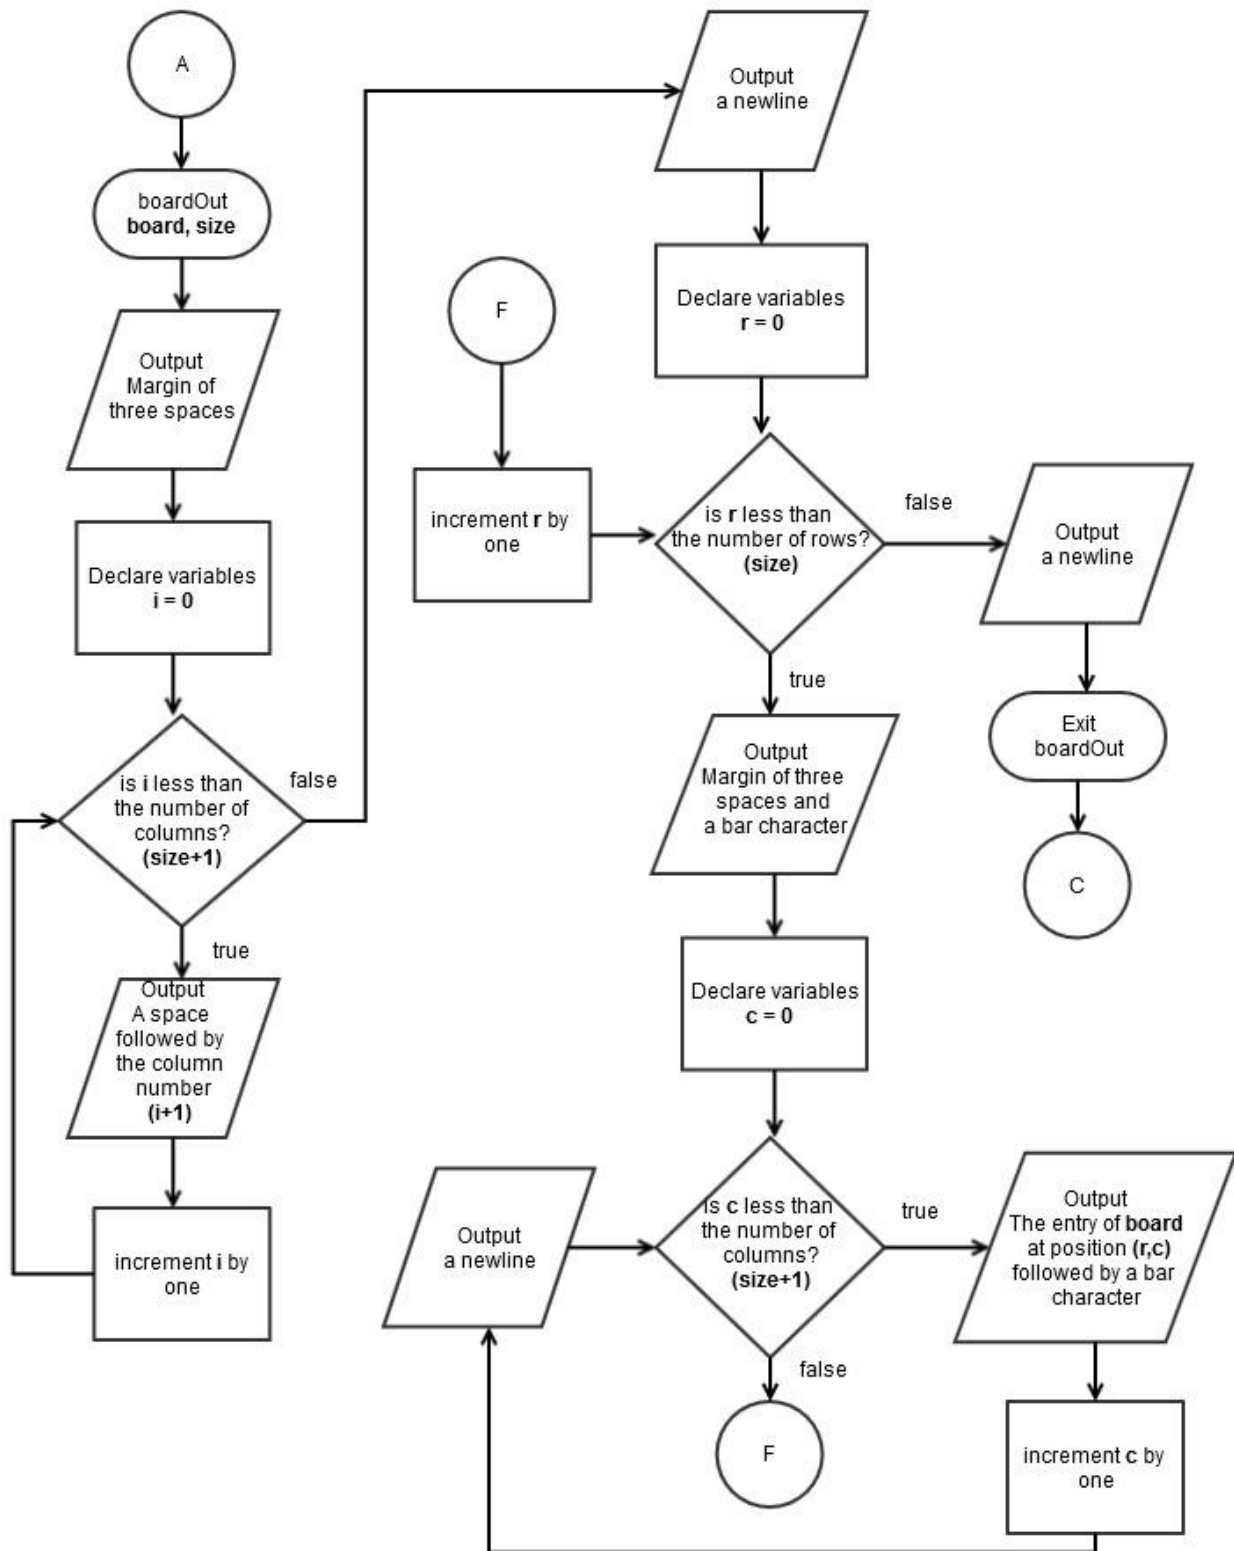 A
boardOut
board, size
Output
Margin of
three spaces
Declare variables
i = 0
is i less than
the number of
columns?
(size+1)
false
true
Output
A space
followed by
the column
number
(i+1)
increment i by
one
Output
a newline
Declare variables
r = 0
F
increment r by
one
is r less than
the number of rows?
(size)
false
true
Output
a newline
Exit
boardOut
C
Output
Margin of three
spaces and
a bar character
Declare variables
c = 0
is c less than
the number of
columns?
(size+1)
true
false
Output
The entry of board
at position (r,c)
followed by a bar
character
increment c by
one
Output
a newline
F